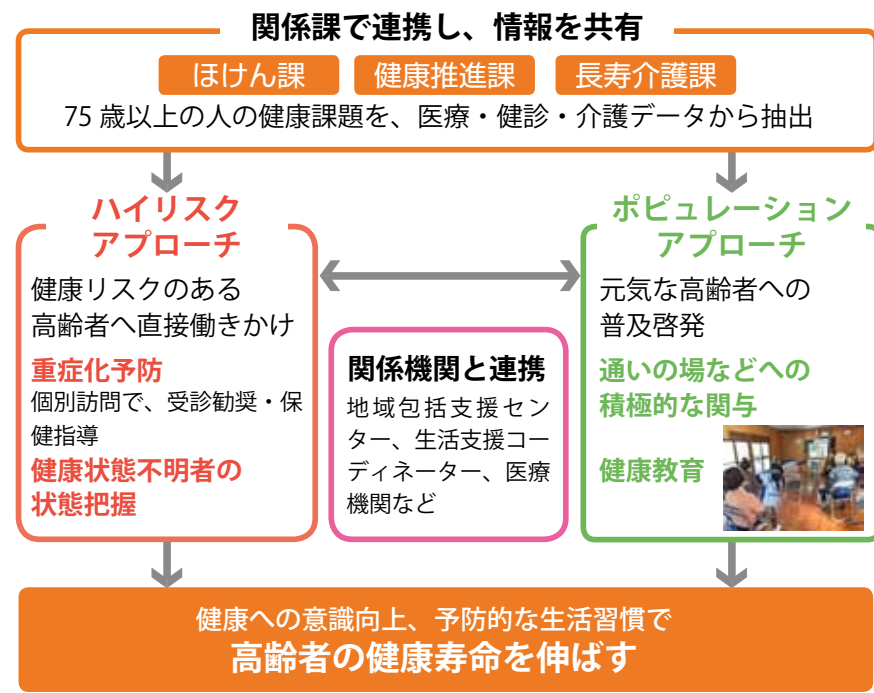 関係課で連携し、情報を共有
ほけん課
健康推進課
長寿介護課
75歳以上の人の健康課題を、医療・健診・介護データから抽出
ハイリスク
アプローチ
健康リスクのある
高齢者へ直接働きかけ
重症化予防
個別訪問で、受診勧奨・保
健指導
健康状態不明者の
状態把握
関係機関と連携
地域包括支援セン
ター、生活支援コー
ディネーター、医療
機関など
ポピュレーション
アプローチ
元気な高齢者への
普及啓発
通いの場などへの
積極的な関与
健康教育
健康への意識向上、予防的な生活習慣で
高齢者の健康寿命を伸ばす